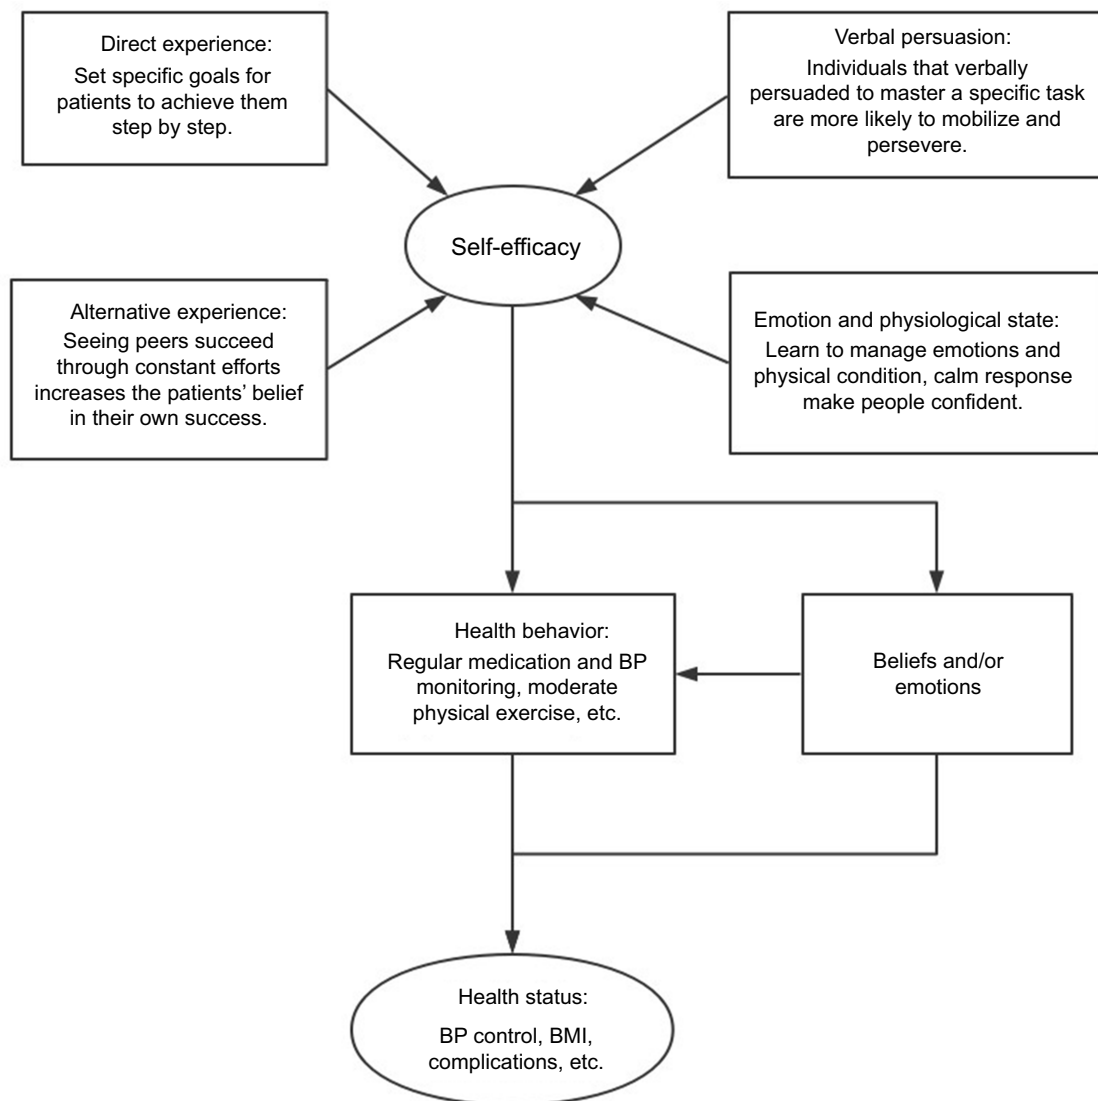 Direct experience:
Set specific goals for
patients to achieve them
step by step.
Verbal persuasion:
Individuals that verbally
persuaded to master a specific task
are more likely to mobilize and
persevere.
Self-efficacy
Alternative experience:
Seeing peers succeed
through constant efforts
increases the patients’ belief
in their own success.
Emotion and physiological state:
Learn to manage emotions and
physical condition, calm response
make people confident.
Health behavior:
Regular medication and BP
monitoring, moderate
physical exercise, etc.
Beliefs and/or
emotions
Health status:
BP control, BMI,
complications, etc.